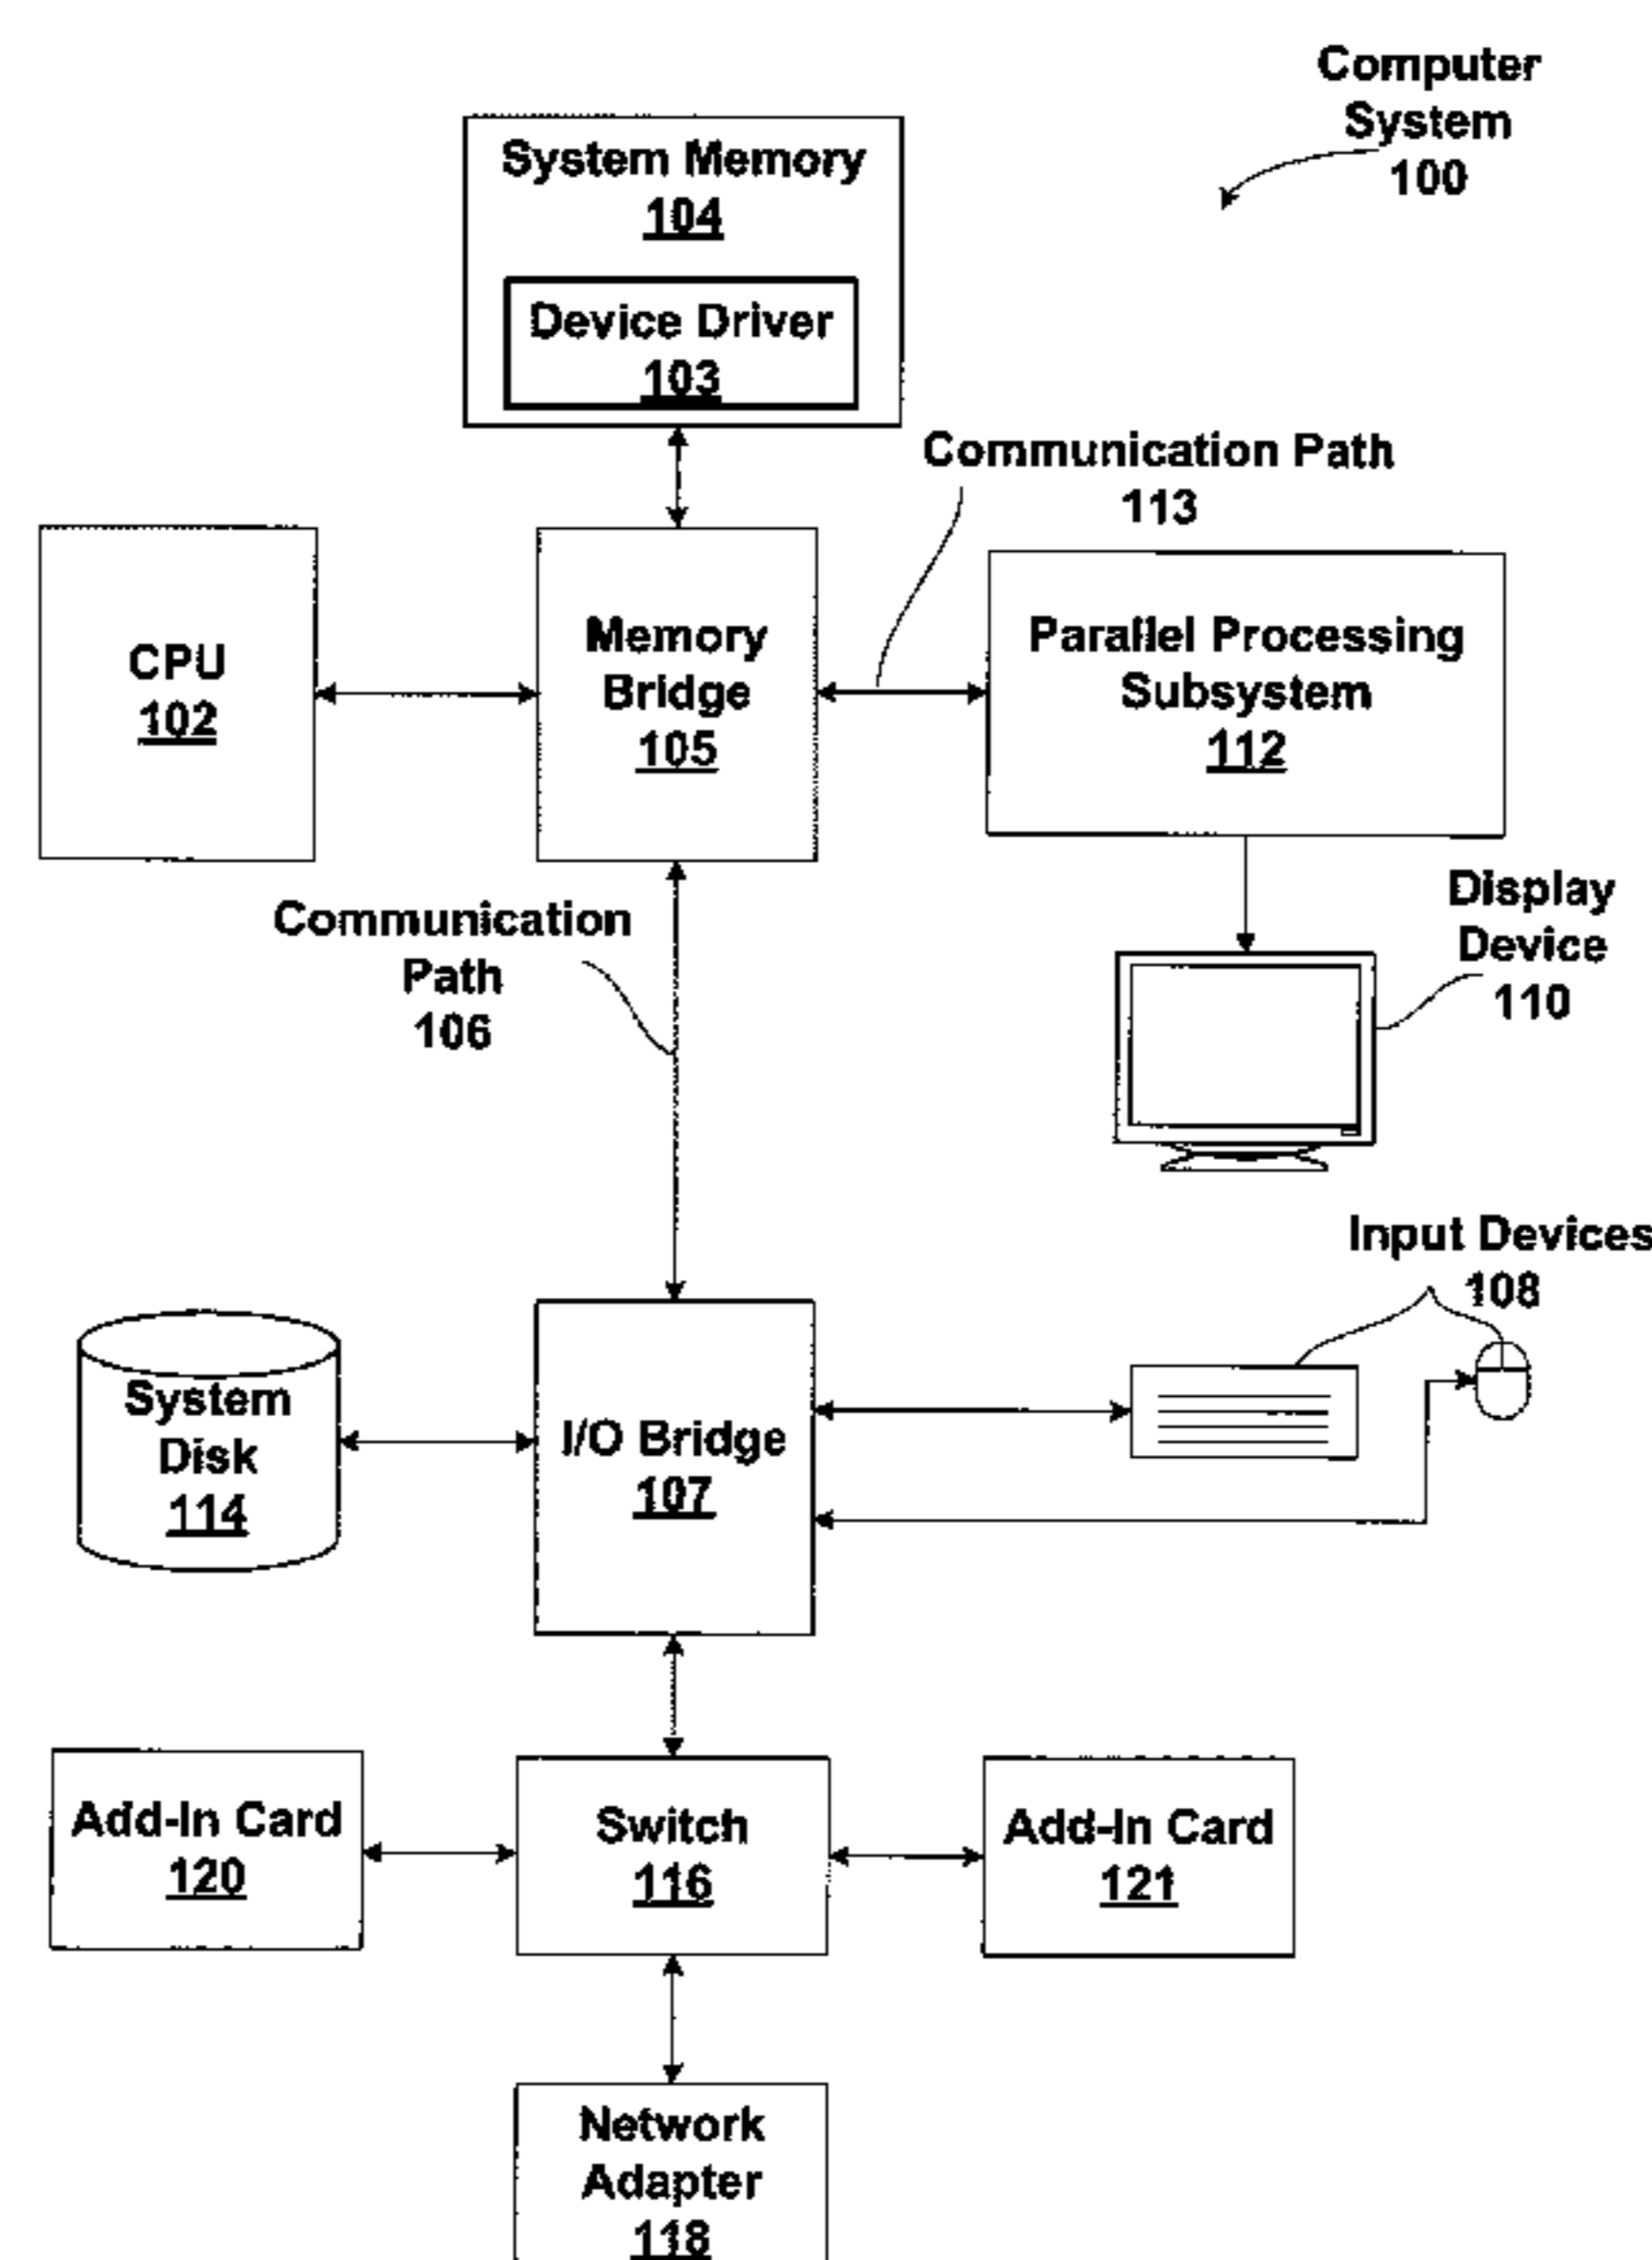 Computer
System
100
System Memory
104
Device Driver
103
Communication Path
113
CPU
102
Memory
Bridge
105
Parallel Processing
Subsystem
112
Communication
Path
106
Display
Device
110
Input Devices
108
System
Disk
114
I/O Bridge
107
Add-In Card
120
Switch
116
Add-In Card
121
Network
Adapter
118